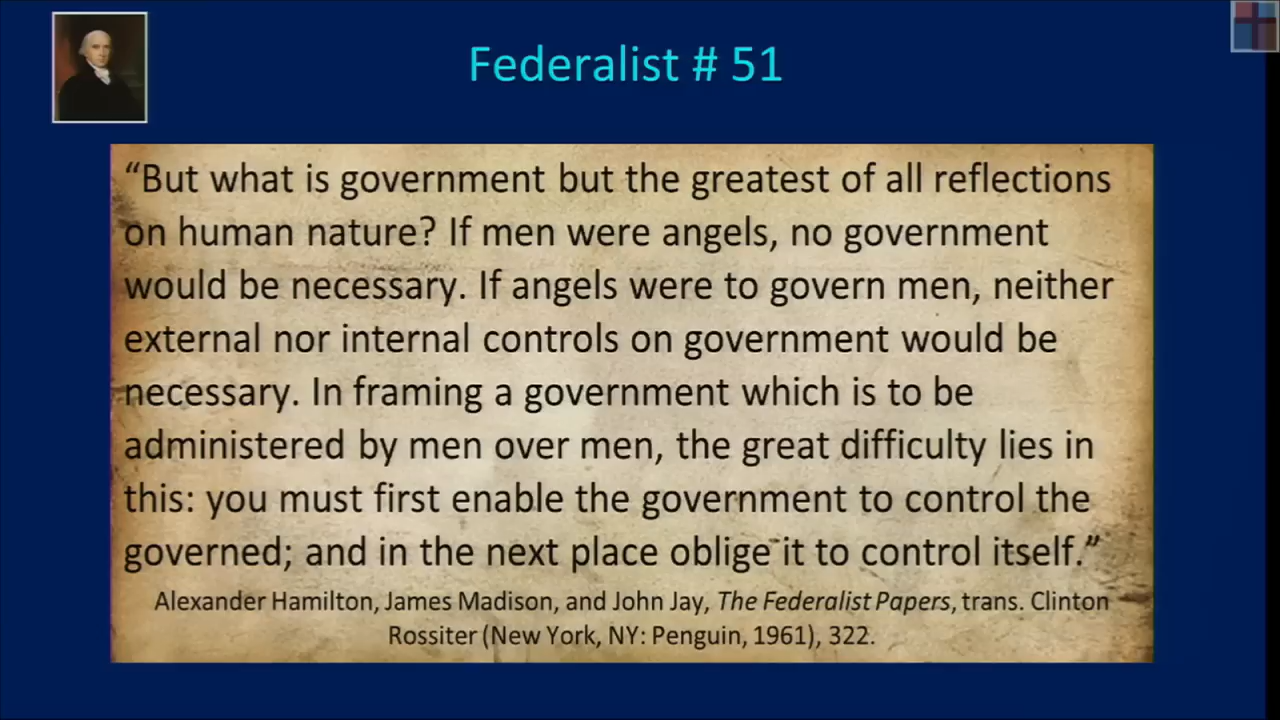 Federalist # 51
“But what is government but the greatest of all reflections
on human nature? If men were angels, no government
would be necessary. If angels were to govern men, neither
external nor internal controls on government would be
necessary. In framing a government which is to be
administered by men over men, the great difficulty lies in
this: you must first enable the government to control the
governed; and in the next place oblige it to control itself.”
Alexander Hamilton, James Madison, and John Jay, The Federalist Papers, trans. Clinton
Rossiter (New York, NY: Penguin, 1961), 322.